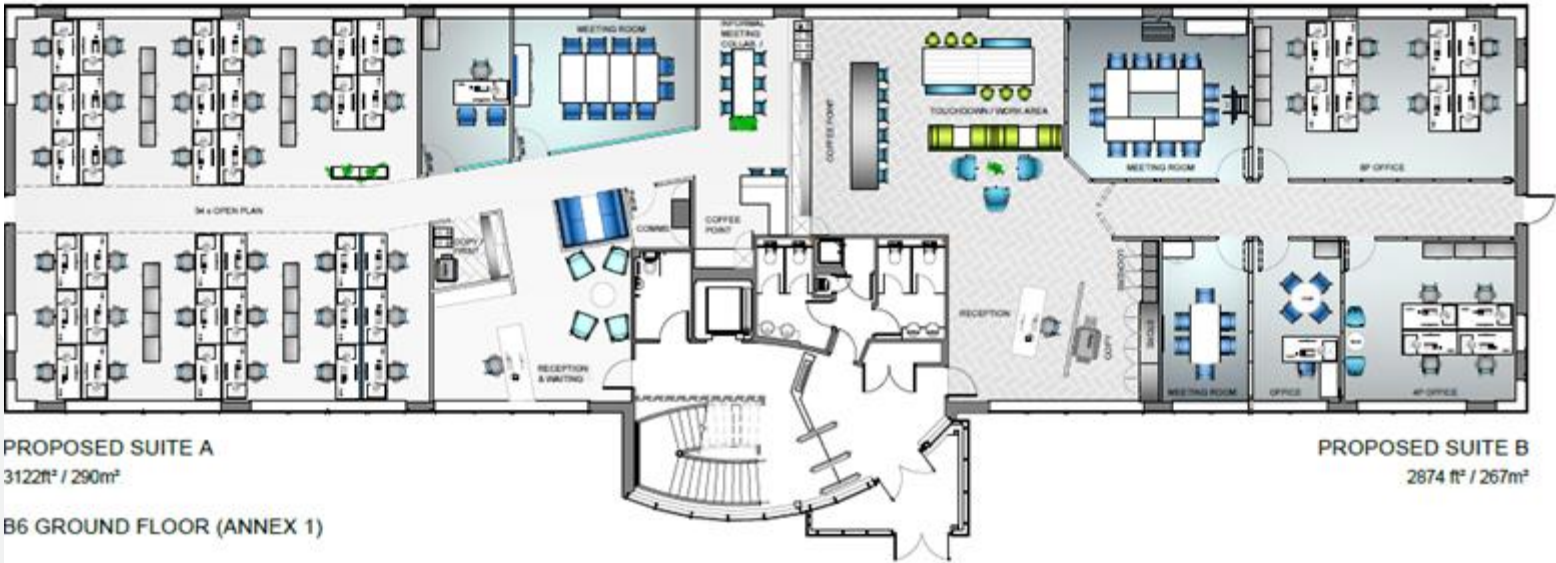 MEETING ROOM
INFORMAL
MEETING
COLLAB /
COFFEE POINT
TOUCHDOWN / WORK AREA
MEETING ROOM
8P OFFICE
34 x OPEN PLAN
COPY /
PRINT
COMMS
COFFEE
POINT
RECEPTION
& WAITING
RECEPTION
COPY
MEETING ROOM
OFFICE
4P OFFICE
PROPOSED SUITE A
3122ft² / 290m²
B6 GROUND FLOOR (ANNEX 1)
PROPOSED SUITE B
2874 ft² / 267m²